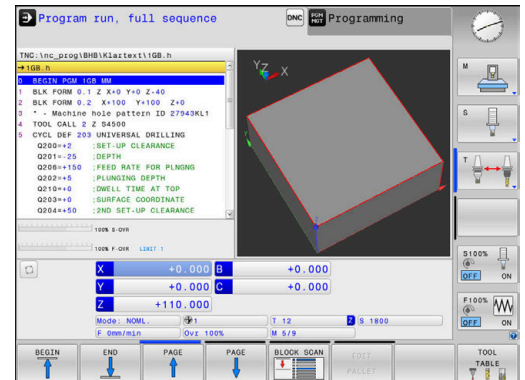 Program run, full sequence
DNC
PGM MGT
Programming
TNC:\nc_prog\BHB\Klartext\1GB.h
→1GB.h
0 BEGIN PGM 1GB MM
1 BLK FORM 0.1 Z X+0 Y+0 Z-40
2 BLK FORM 0.2 X+100 Y+100 Z+0
3 * - Machine hole pattern ID 27943KL1
4 TOOL CALL 2 Z S4500
5 CYCL DEF 203 UNIVERSAL DRILLING
Q200=+2 ;SET-UP CLEARANCE
Q201=-25 ;DEPTH
Q206=+150 ;FEED RATE FOR PLNGNG
Q202=+5 ;PLUNGING DEPTH
Q210=+0 ;DWELL TIME AT TOP
Q203=+0 ;SURFACE COORDINATE
Q204=+50 ;2ND SET-UP CLEARANCE
100% S-OVR
100% F-OVR LIMIT 1
Z
Y
X
X +0.000 B +0.000
Y +0.000 C +0.000
Z +110.000
Mode: NOML. 1 T 12 Z S 1800
F 0mm/min Ovr 100% M 5/9
M
S
T
S100%
OFF ON
F100%
OFF ON
BEGIN
END
PAGE
PAGE
BLOCK SCAN
EDIT
PALLET
TOOL
TABLE